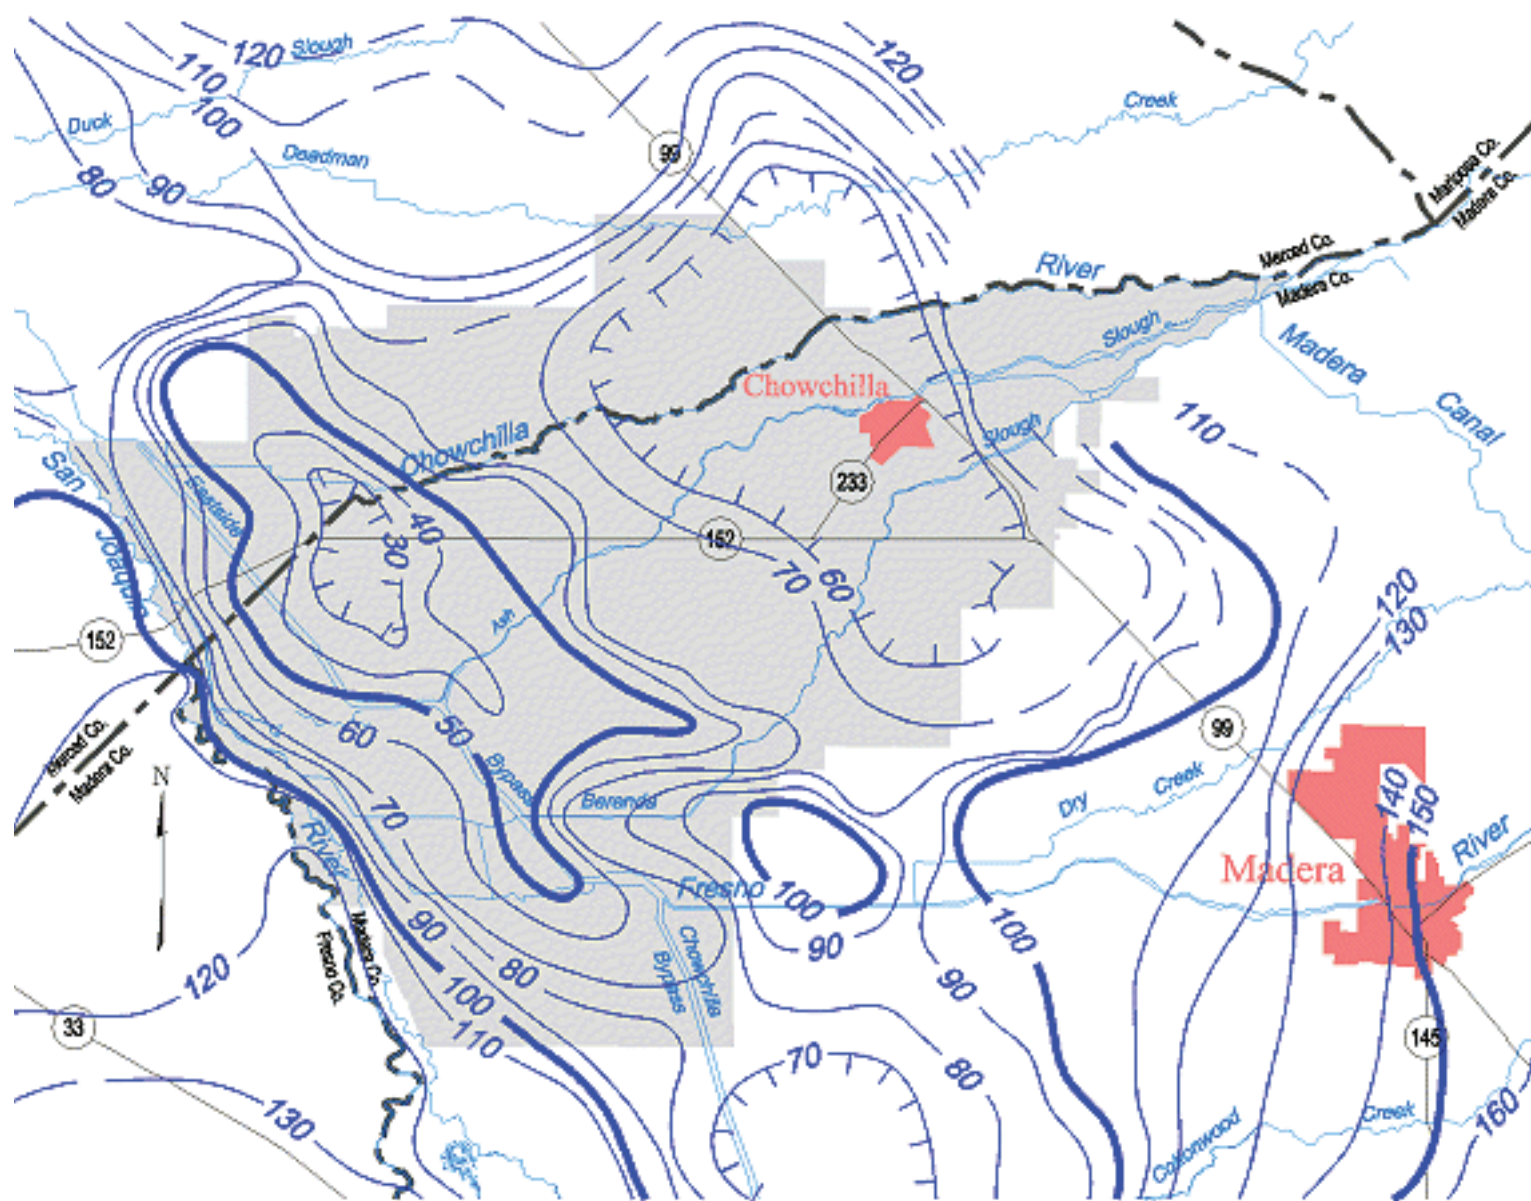 120
Slough
120
110
100
Duck
Creek
99
Deadman
80
90
Mariposa Co.
Madera Co.
River
Merced Co.
Madera Co.
Slough
Madera
Canal
Chowchilla
110
Slough
Chowchilla
San
Eastside
233
40
30
152
70
60
Joaquin
152
Ash
120
130
50
60
99
Merced Co.
Madera Co.
N
Bypass
Berenda
Dry
Creek
140
150
70
River
River
Madera
Fresno
100
90
100
90
Madera Co.
Fresno Co.
Chowchilla
Bypass
80
120
100
90
33
110
145
70
80
130
Cottonwood
Creek
160